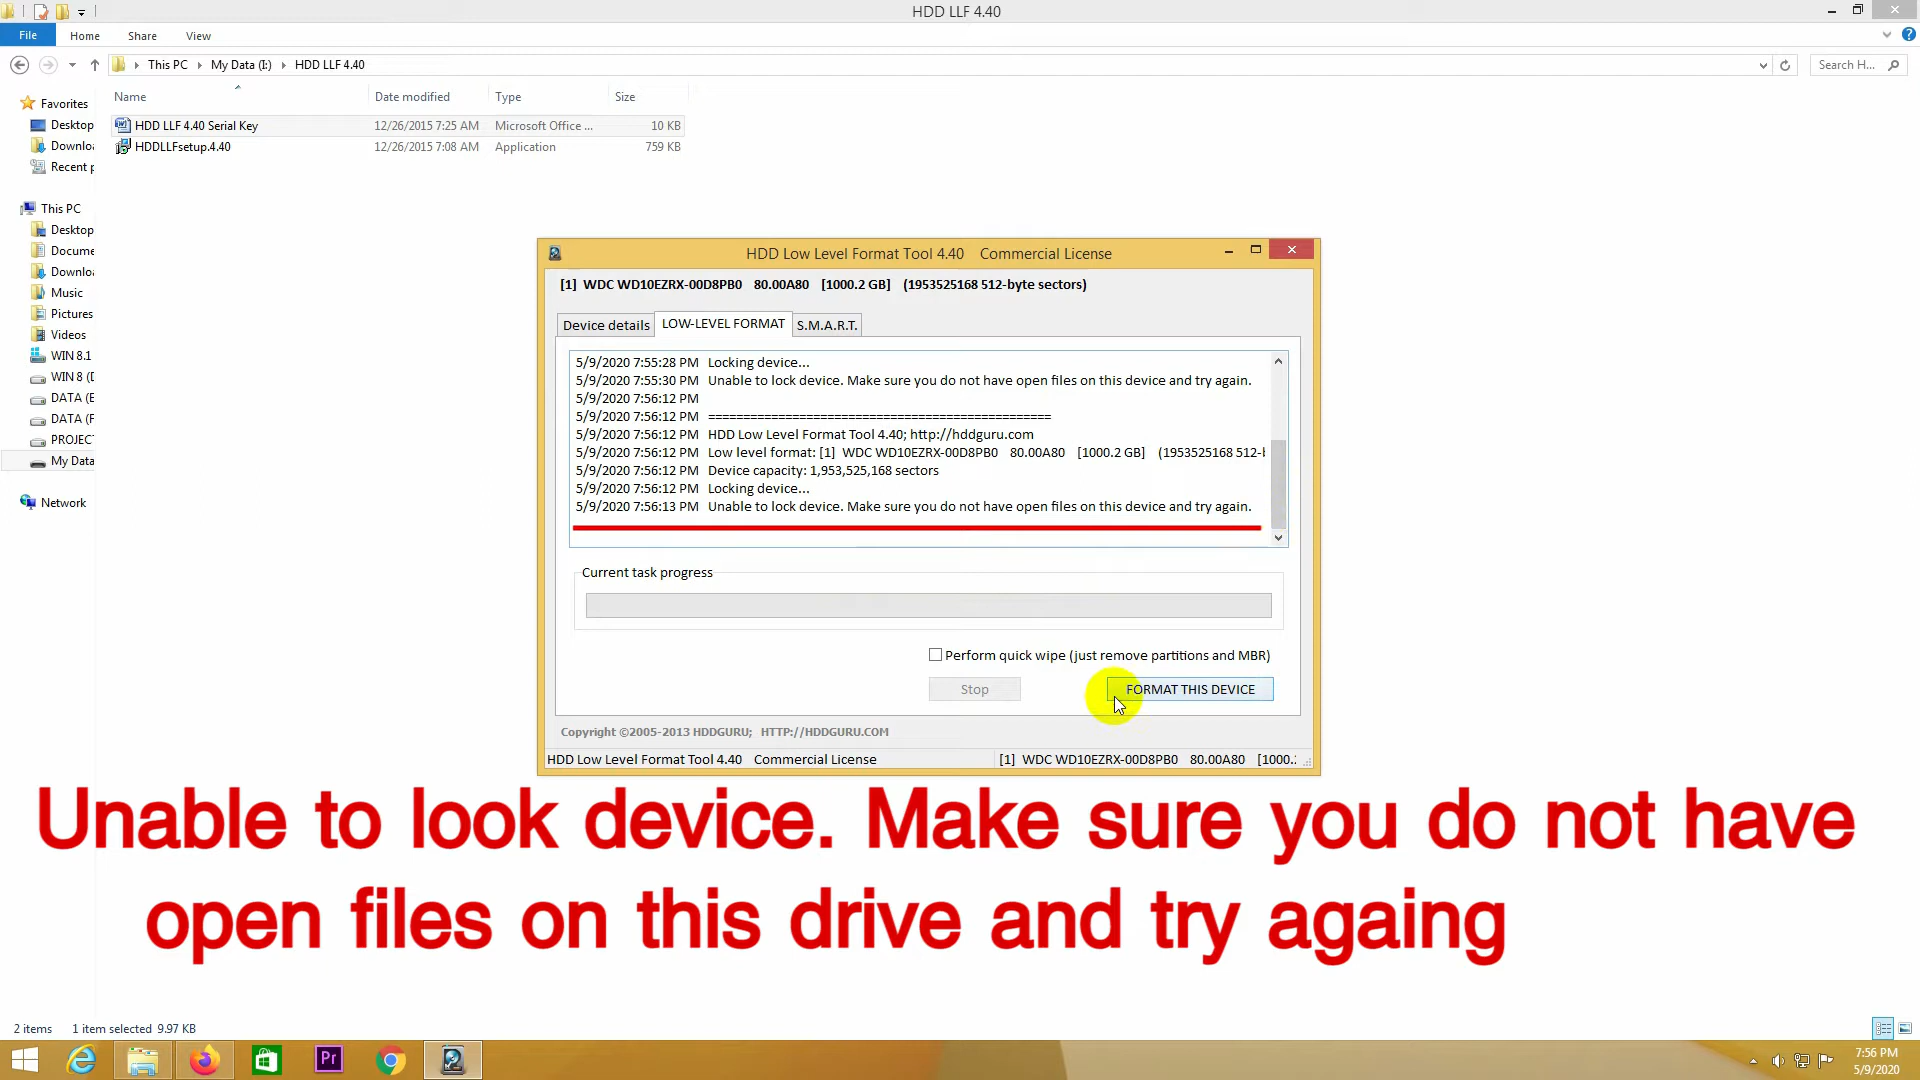 HDD LLF 4.40
File Home Share View
This PC My Data (I:) HDD LLF 4.40
Search H...
Name Date modified Type Size
HDD LLF 4.40 Serial Key 12/26/2015 7:25 AM Microsoft Office ... 10 KB
HDDLLFsetup.4.40 12/26/2015 7:08 AM Application 759 KB
Favorites
Desktop
Downloa
Recent p
This PC
Desktop
Docume
Downloa
Music
Pictures
Videos
WIN 8.1
WIN 8 (D
DATA (E
DATA (F
PROJECT
My Data
Network
HDD Low Level Format Tool 4.40 Commercial License
[1] WDC WD10EZRX-00D8PB0 80.00A80 [1000.2 GB] (1953525168 512-byte sectors)
Device details LOW-LEVEL FORMAT S.M.A.R.T.
5/9/2020 7:55:28 PM Locking device...
5/9/2020 7:55:30 PM Unable to lock device. Make sure you do not have open files on this device and try again.
5/9/2020 7:56:12 PM
5/9/2020 7:56:12 PM =================================================
5/9/2020 7:56:12 PM HDD Low Level Format Tool 4.40; http://hddguru.com
5/9/2020 7:56:12 PM Low level format: [1] WDC WD10EZRX-00D8PB0 80.00A80 [1000.2 GB] (1953525168 512-b
5/9/2020 7:56:12 PM Device capacity: 1,953,525,168 sectors
5/9/2020 7:56:12 PM Locking device...
5/9/2020 7:56:13 PM Unable to lock device. Make sure you do not have open files on this device and try again.
Current task progress
Perform quick wipe (just remove partitions and MBR)
Stop FORMAT THIS DEVICE
Copyright ©2005-2013 HDDGURU; HTTP://HDDGURU.COM
HDD Low Level Format Tool 4.40 Commercial License [1] WDC WD10EZRX-00D8PB0 80.00A80 [1000.:
Unable to look device. Make sure you do not have
open files on this drive and try againg
2 items 1 item selected 9.97 KB
Pr
7:56 PM
5/9/2020